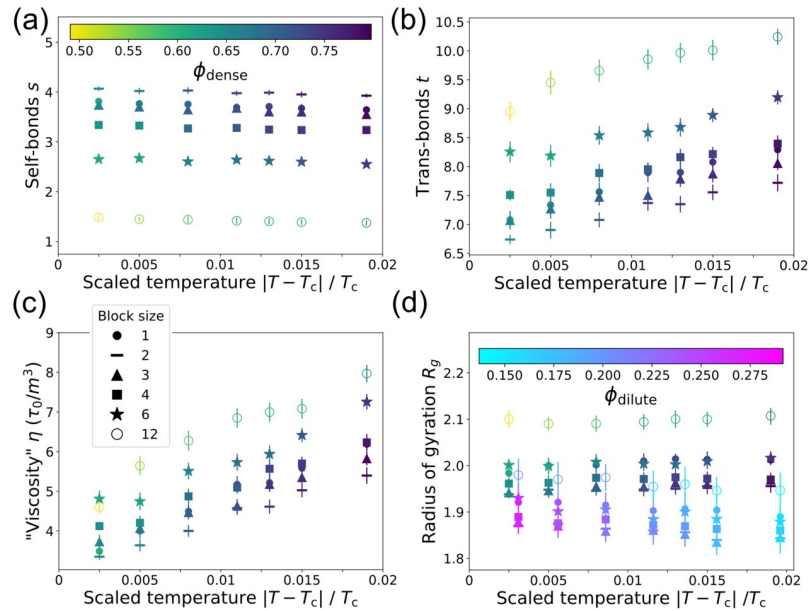 (a)
5
4
3
2
1
0.50 0.55 0.60 0.65 0.70 0.75
ϕdense
Self-bonds s
0 0.005 0.010 0.015 0.02
Scaled temperature |T − Tc| / Tc
(b)
10.5
10.0
9.5
9.0
8.5
8.0
7.5
7.0
6.5
Trans-bonds t
0 0.005 0.010 0.015 0.02
Scaled temperature |T − Tc| / Tc
(c)
9
8
7
6
5
4
3
Block size
1
2
3
4
6
12
"Viscosity" η (τ0/m³)
0 0.005 0.010 0.015 0.02
Scaled temperature |T − Tc| / Tc
(d)
2.2
2.1
2.0
1.9
1.8
0.150 0.175 0.200 0.225 0.250 0.275
ϕdilute
Radius of gyration Rg
0 0.005 0.010 0.015 0.02
Scaled temperature |T − Tc| /Tc